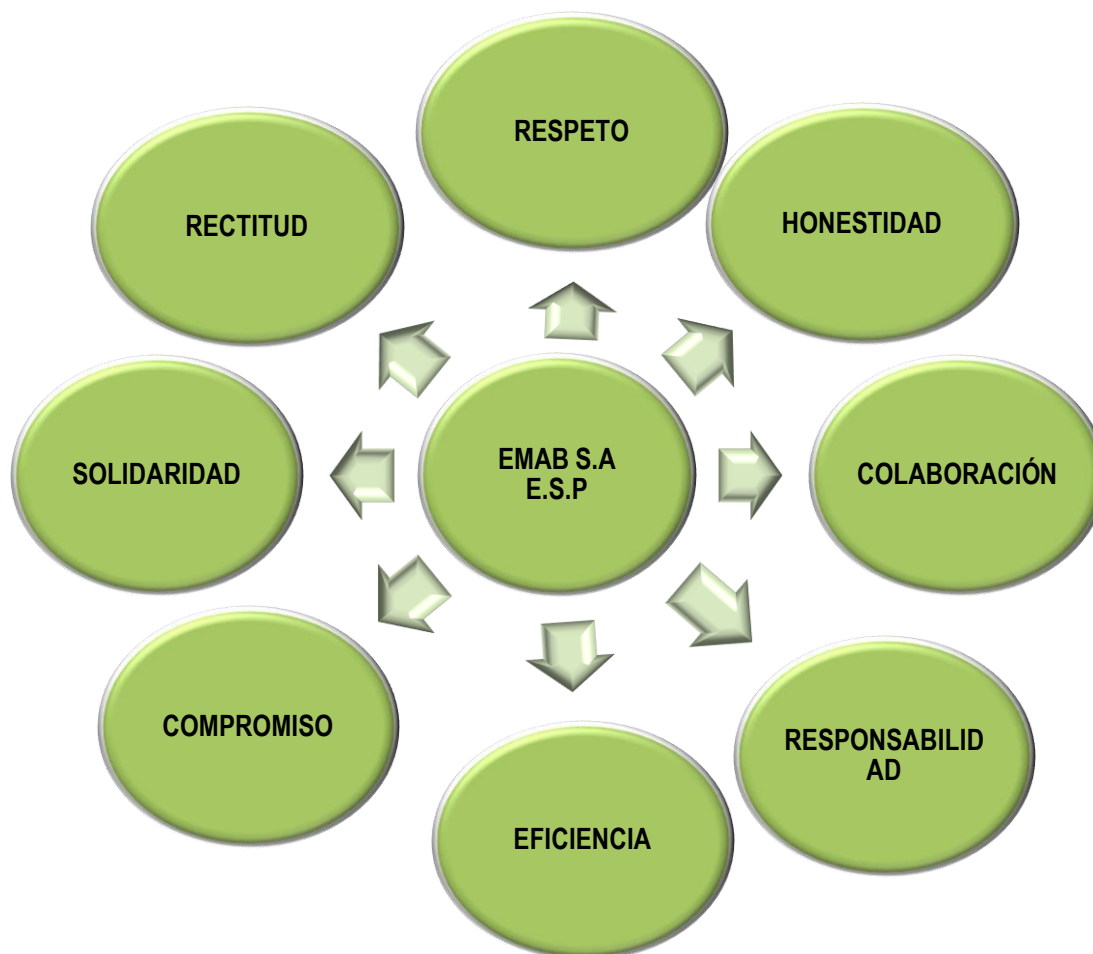 RESPETO
HONESTIDAD
RECTITUD
SOLIDARIDAD
EMAB S.A
E.S.P
COLABORACIÓN
COMPROMISO
RESPONSABILID
AD
EFICIENCIA